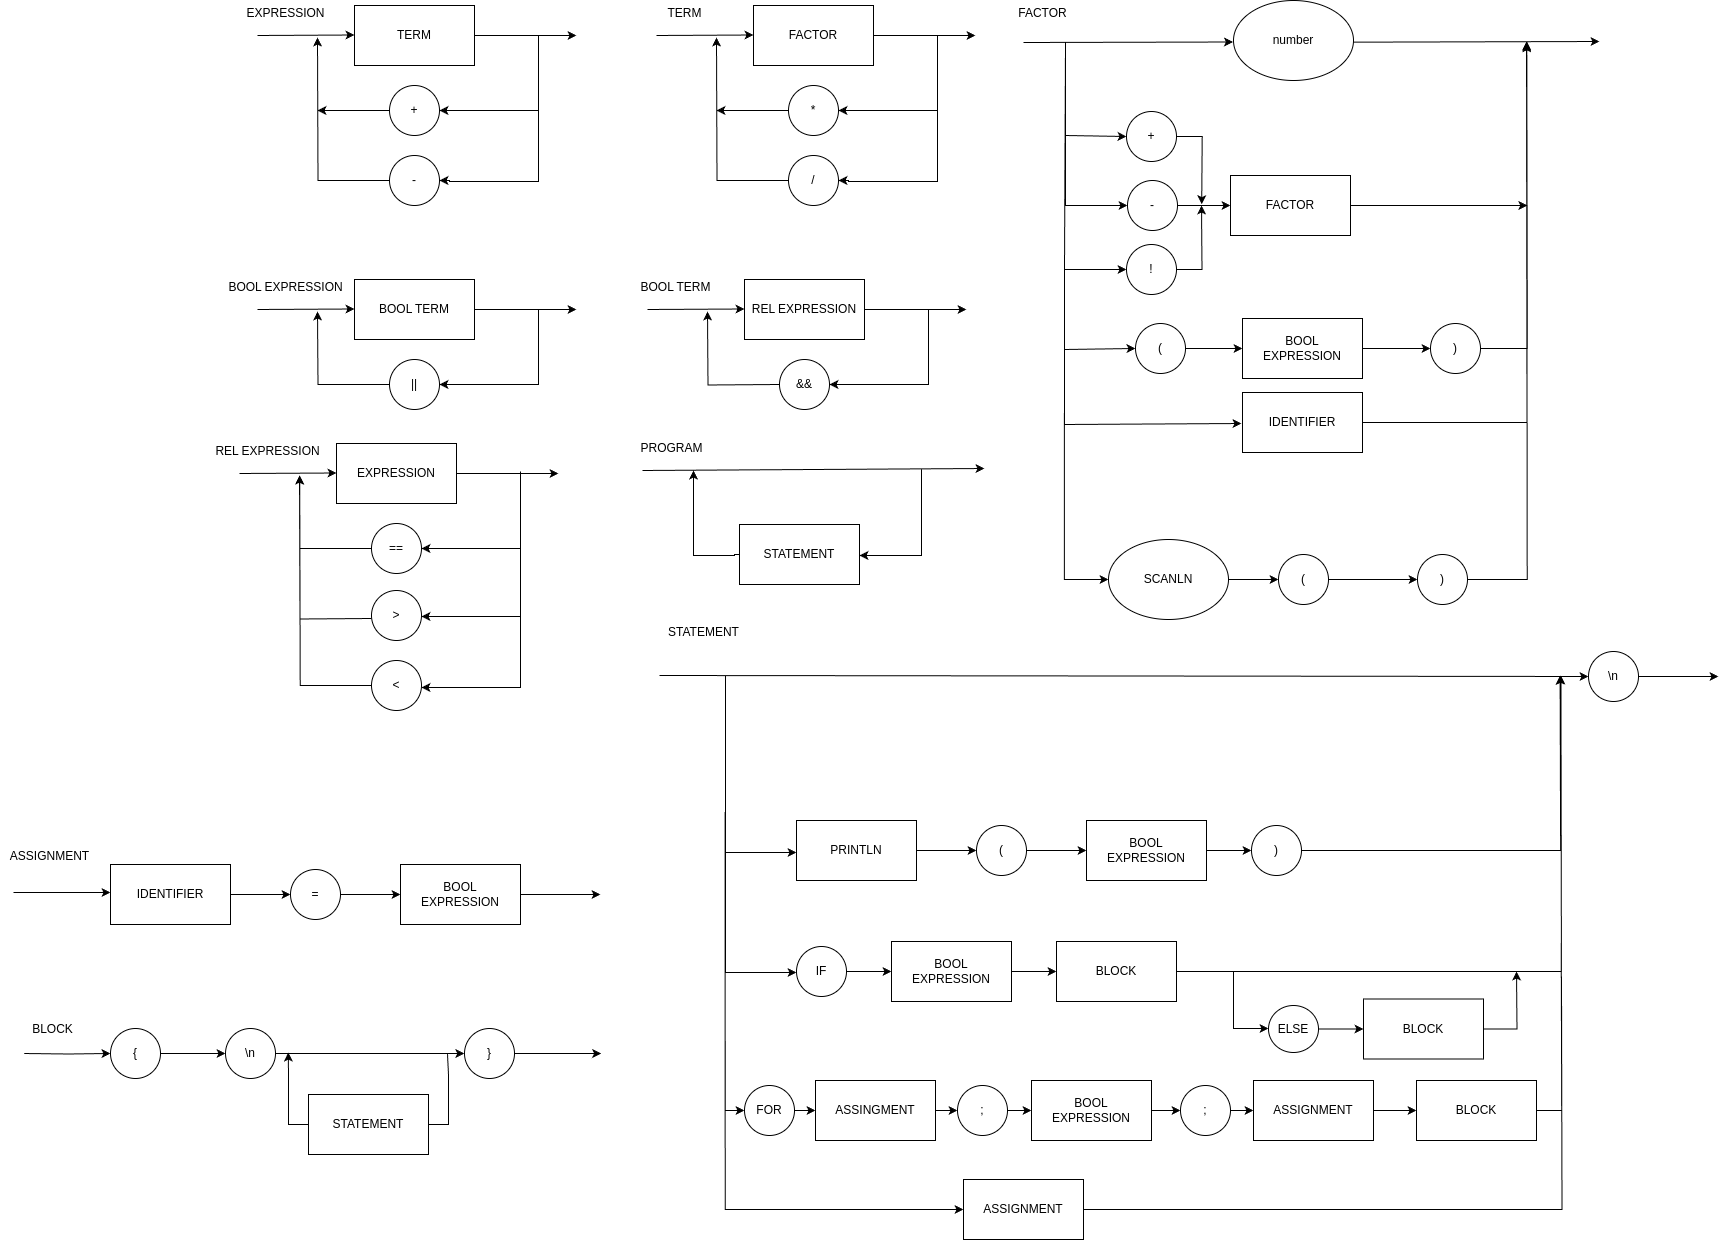 EXPRESSION
TERM
+
-
TERM
FACTOR
*
/
FACTOR
number
+
-
!
FACTOR
(
BOOL
EXPRESSION
)
IDENTIFIER
SCANLN
(
)
BOOL EXPRESSION
BOOL TERM
||
BOOL TERM
REL EXPRESSION
&&
REL EXPRESSION
EXPRESSION
==
>
<
PROGRAM
STATEMENT
STATEMENT
\n
PRINTLN
(
BOOL
EXPRESSION
)
IF
BOOL
EXPRESSION
BLOCK
ELSE
BLOCK
FOR
ASSINGMENT
;
BOOL
EXPRESSION
;
ASSIGNMENT
BLOCK
ASSIGNMENT
ASSIGNMENT
IDENTIFIER
=
BOOL
EXPRESSION
BLOCK
{
\n
}
STATEMENT